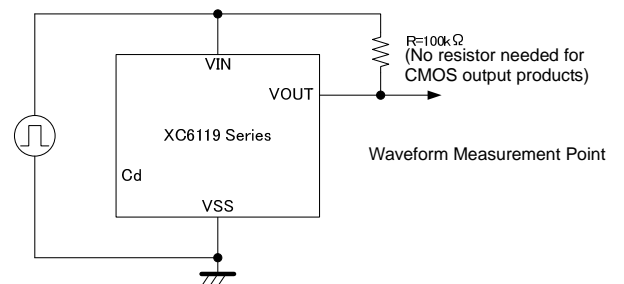 R=100kΩ
(No resistor needed for
CMOS output products)
VIN
VOUT
XC6119 Series
Waveform Measurement Point
Cd
VSS